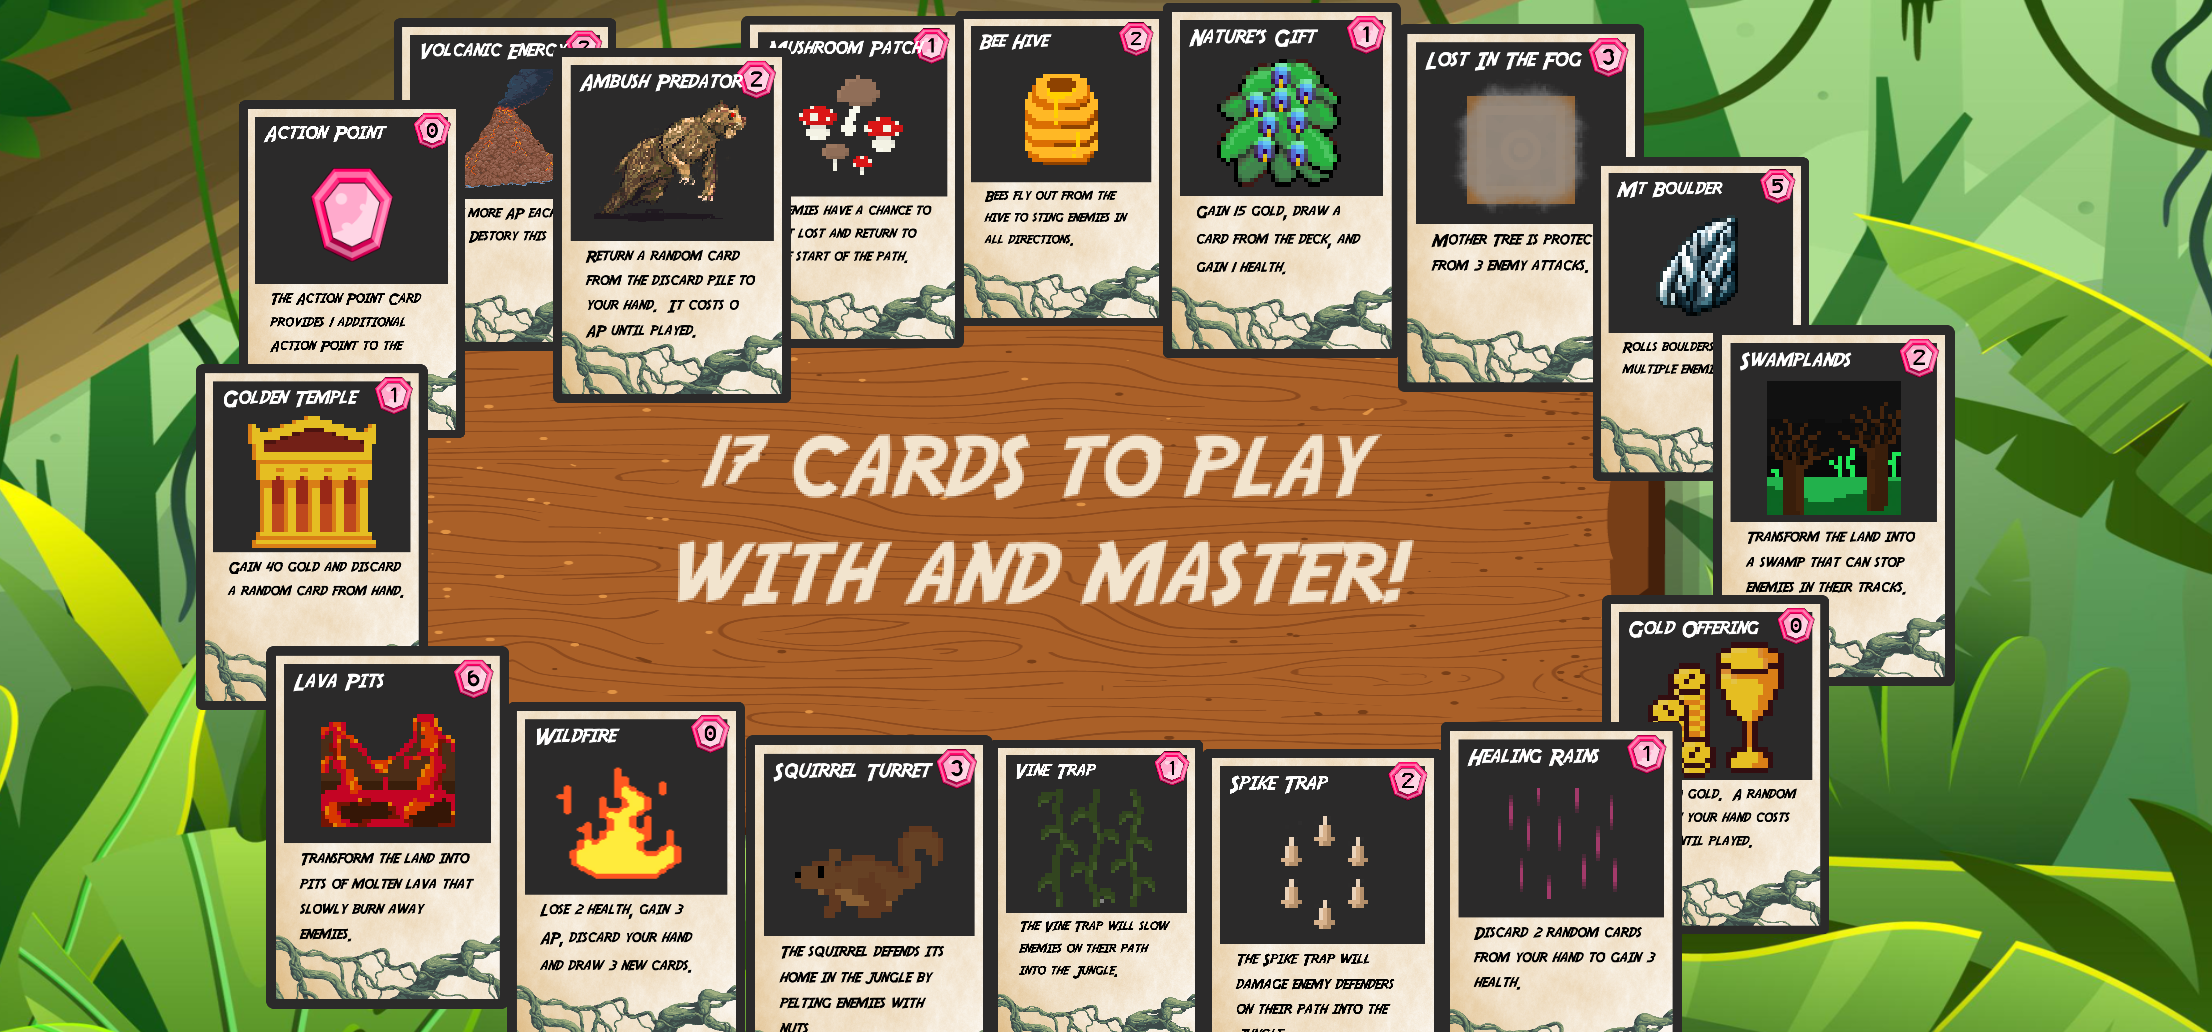 Volcanic Energy
more AP each
Destory this
Ambush Predator
2
Return a random card
from the discard pile to
your hand. It costs 0
AP until played.
Mushroom Patch
1
have a chance to
lost and return to
start of the path.
Bee Hive
2
Bees fly out from the
hive to sting enemies in
all directions.
Nature's Gift
1
Gain 15 gold, draw a
card from the deck, and
gain 1 health.
Lost In The Fog
3
Mother Tree is
from 3 enemy attacks.
Mt Boulder
5
Rolls boulders
multiple
Action Point
0
The Action Point Card
provides 1 additional
Action Point to the
Swamplands
2
Transform the land into
a swamp that can stop
enemies in their tracks.
Golden Temple
1
Gain 40 gold and discard
a random card from hand.
17 Cards to Play
with and Master!
Gold Offering
0
gold. A random
your hand costs
until played.
Lava Pits
6
Transform the land into
pits of molten lava that
slowly burn away
enemies.
Wildfire
0
Lose 2 health, gain 3
AP, discard your hand
and draw 3 new cards.
Squirrel Turret
3
The squirrel defends its
home in the jungle by
pelting enemies with
nuts
Vine Trap
1
The Vine Trap will slow
enemies on their path
into the Jungle.
Spike Trap
2
The Spike Trap will
damage enemy defenders
on their path into the
Healing Rains
1
Discard 2 random cards
from your hand to gain 3
health.